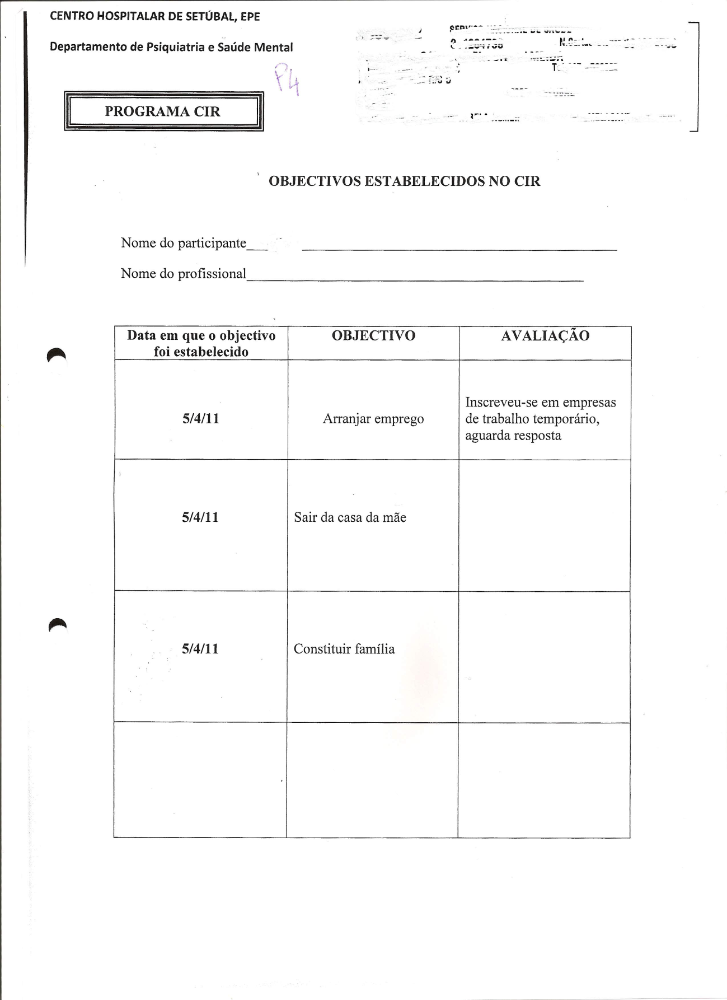 CENTRO HOSPITALAR DE SETÚBAL, EPE
Departamento de Psiquiatria e Saúde Mental
P4
PROGRAMA CIR
OBJECTIVOS ESTABELECIDOS NO CIR
Nome do participante
Nome do profissional
Data em que o objectivo
foi estabelecido
OBJECTIVO
AVALIAÇÃO
5/4/11
Arranjar emprego
Inscreveu-se em empresas
de trabalho temporário,
aguarda resposta
5/4/11
Sair da casa da mãe
5/4/11
Constituir família